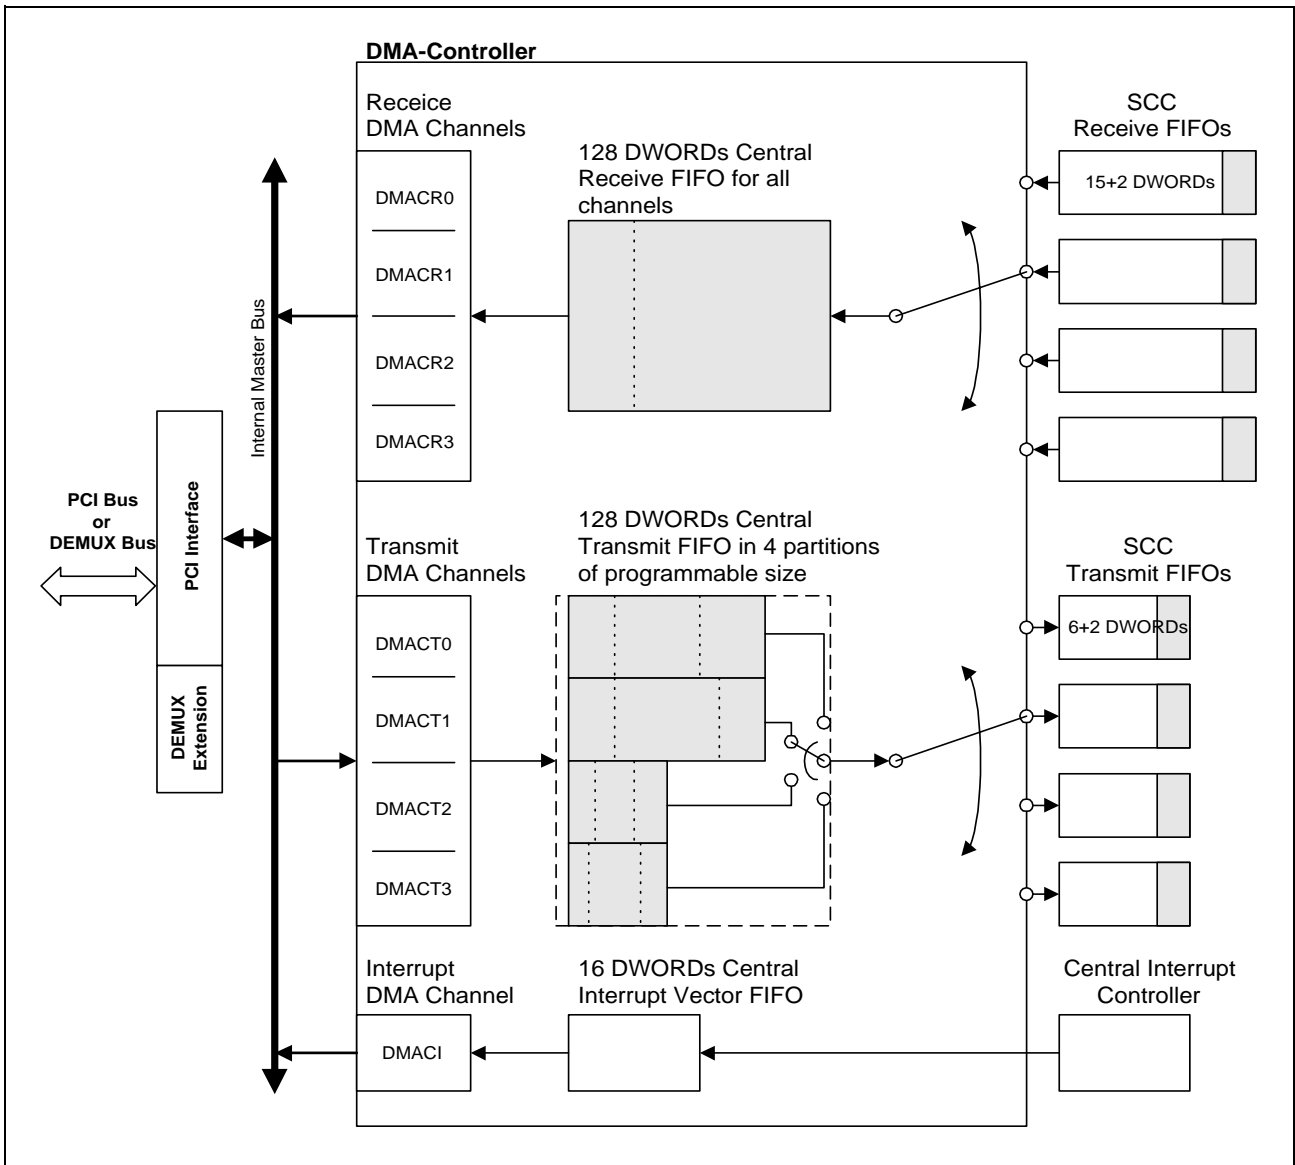 DMA-Controller
Receice
DMA Channels
SCC
Receive FIFOs
128 DWORDs Central
Receive FIFO for all
channels
15+2 DWORDs
DMACR0
DMACR1
DMACR2
DMACR3
Internal Master Bus
PCI Bus
or
DEMUX Bus
PCI Interface
DEMUX
Extension
Transmit
DMA Channels
128 DWORDs Central
Transmit FIFO in 4 partitions
of programmable size
SCC
Transmit FIFOs
6+2 DWORDs
DMACT0
DMACT1
DMACT2
DMACT3
Interrupt
DMA Channel
16 DWORDs Central
Interrupt Vector FIFO
Central Interrupt
Controller
DMACI